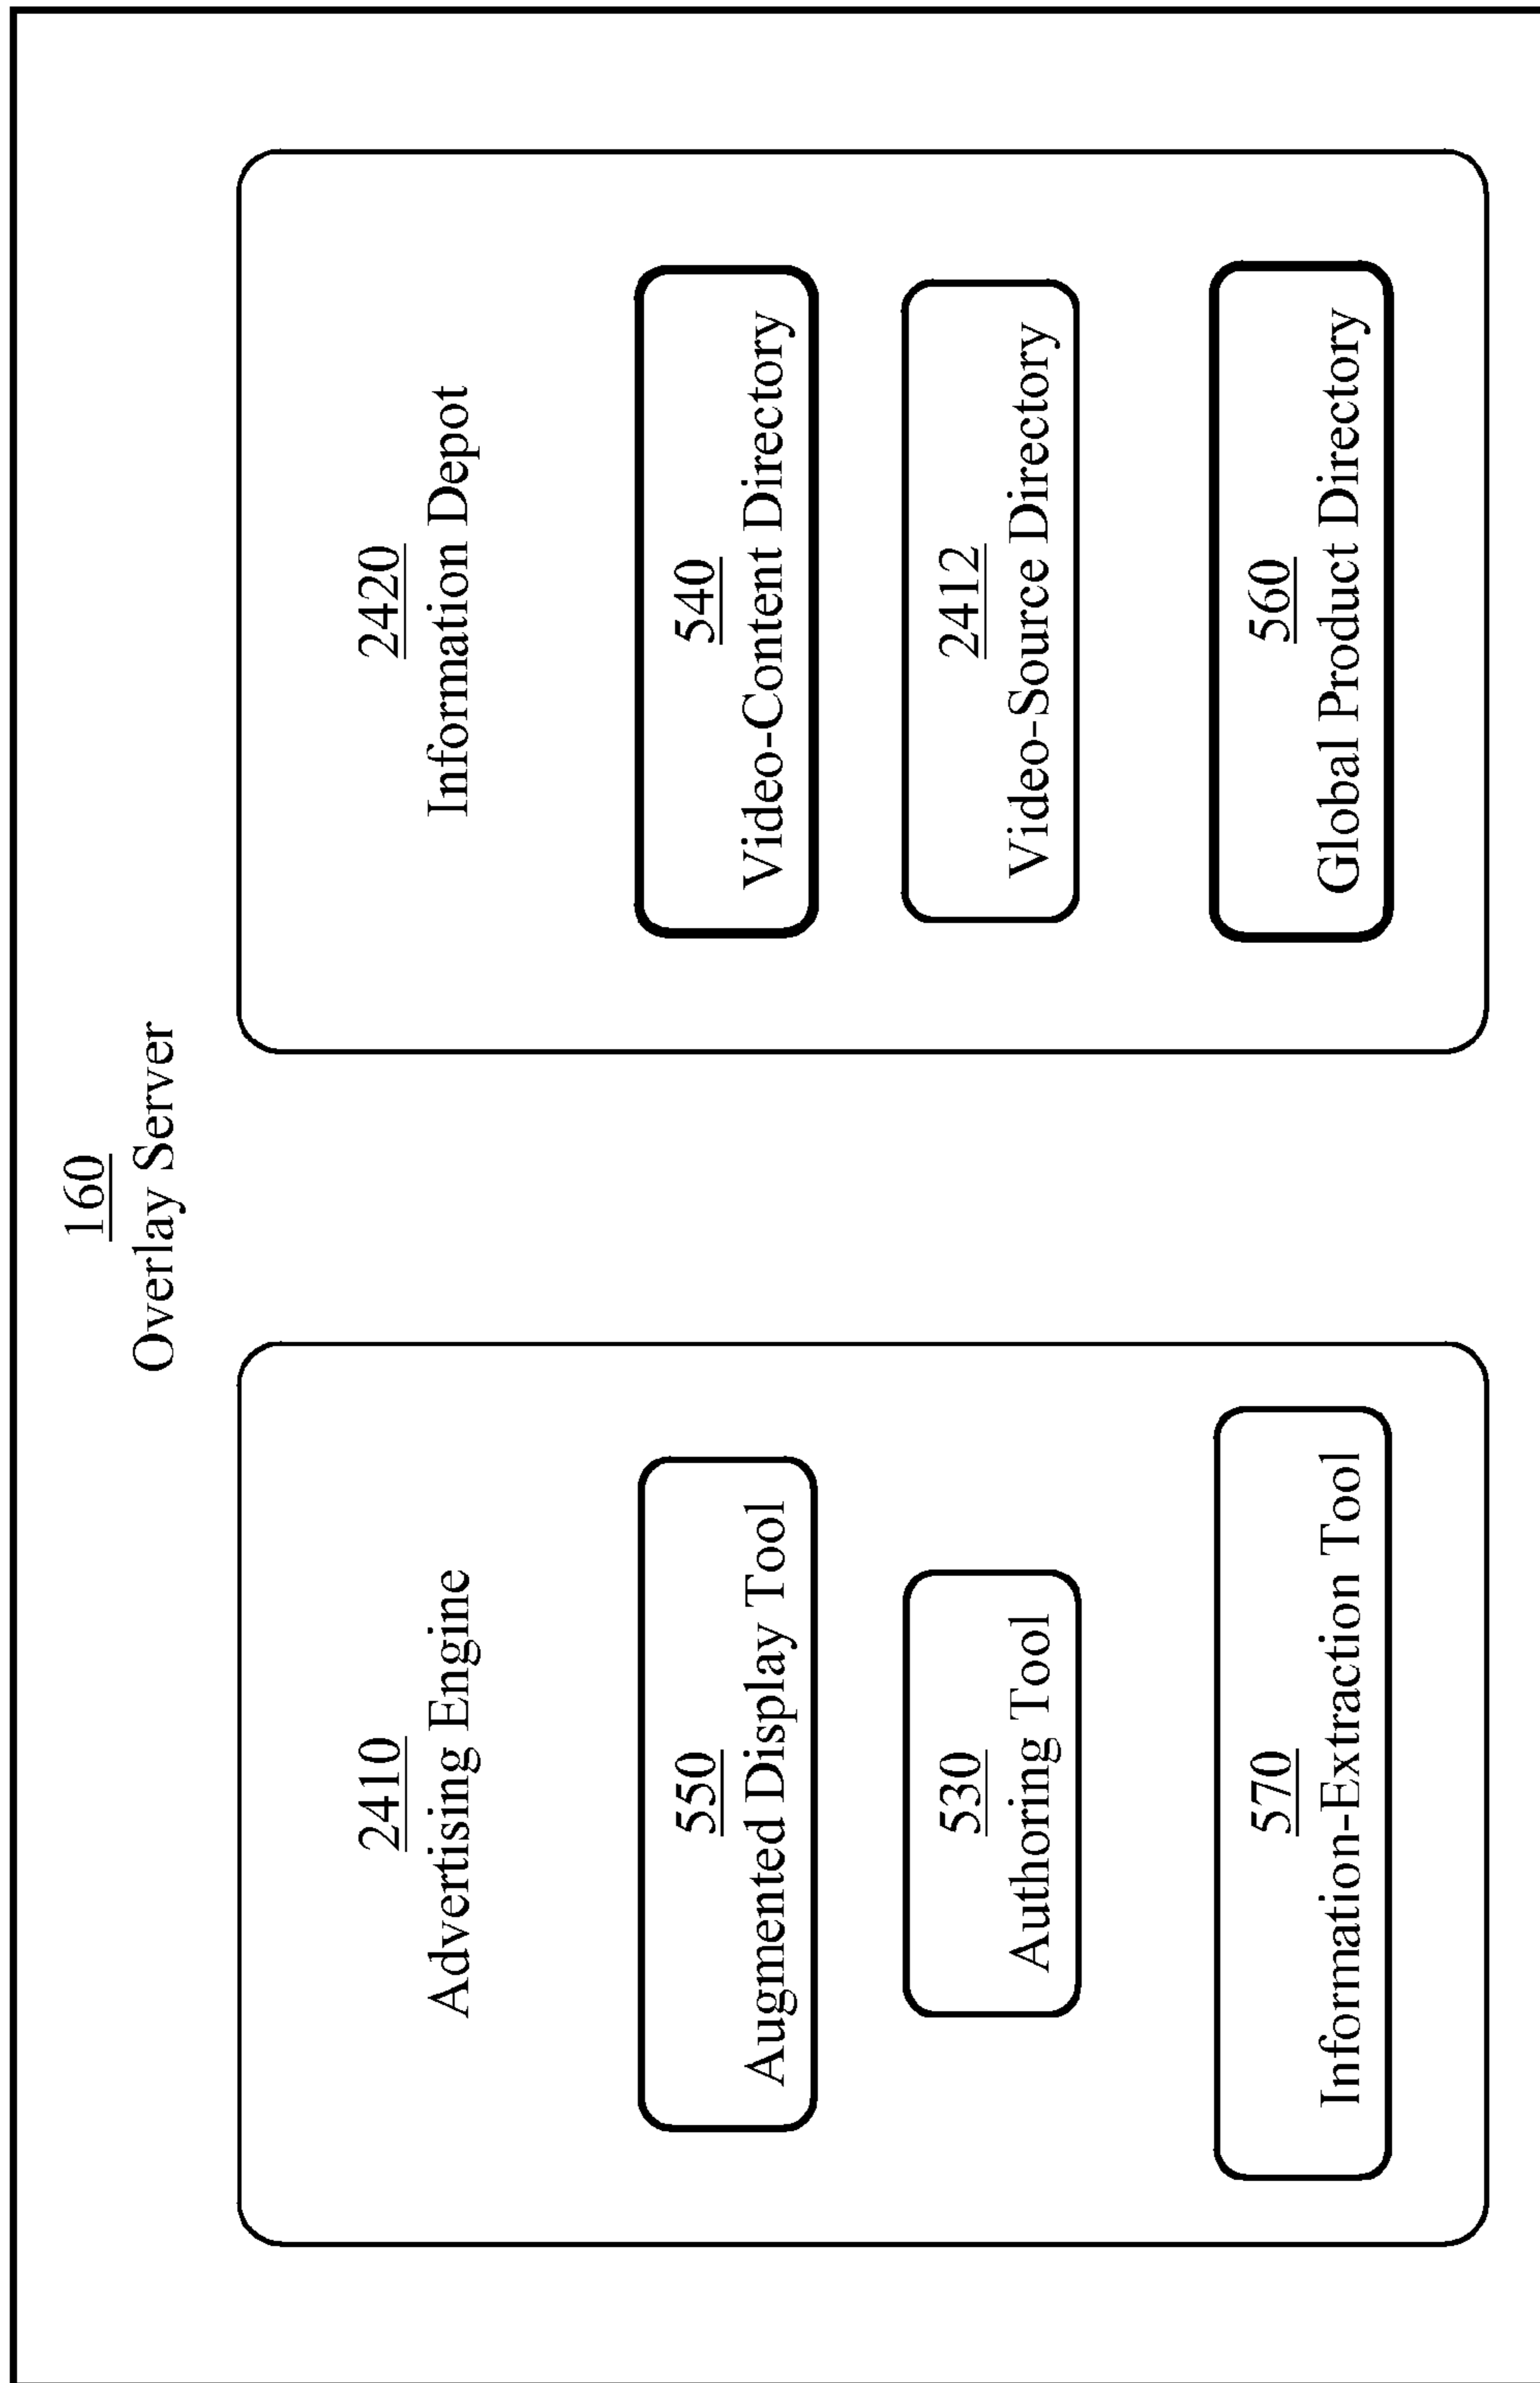 160
Overlay Server
2410
Advertising Engine
550
Augmented Display Tool
530
Authoring Tool
570
Information-Extraction Tool
2420
Information Depot
540
Video-Content Directory
2412
Video-Source Directory
560
Global Product Directory